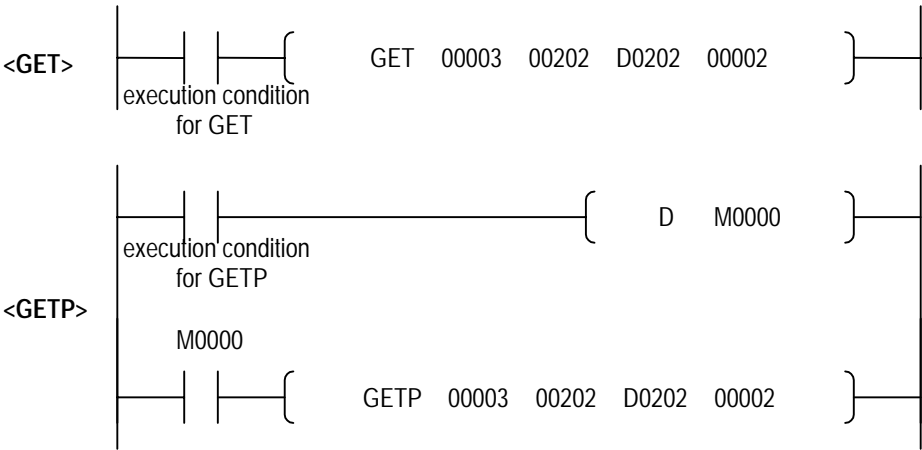 <GET>
GET 00003 00202 D0202 00002
execution condition
for GET
D M0000
execution condition
for GETP
<GETP>
M0000
GETP 00003 00202 D0202 00002